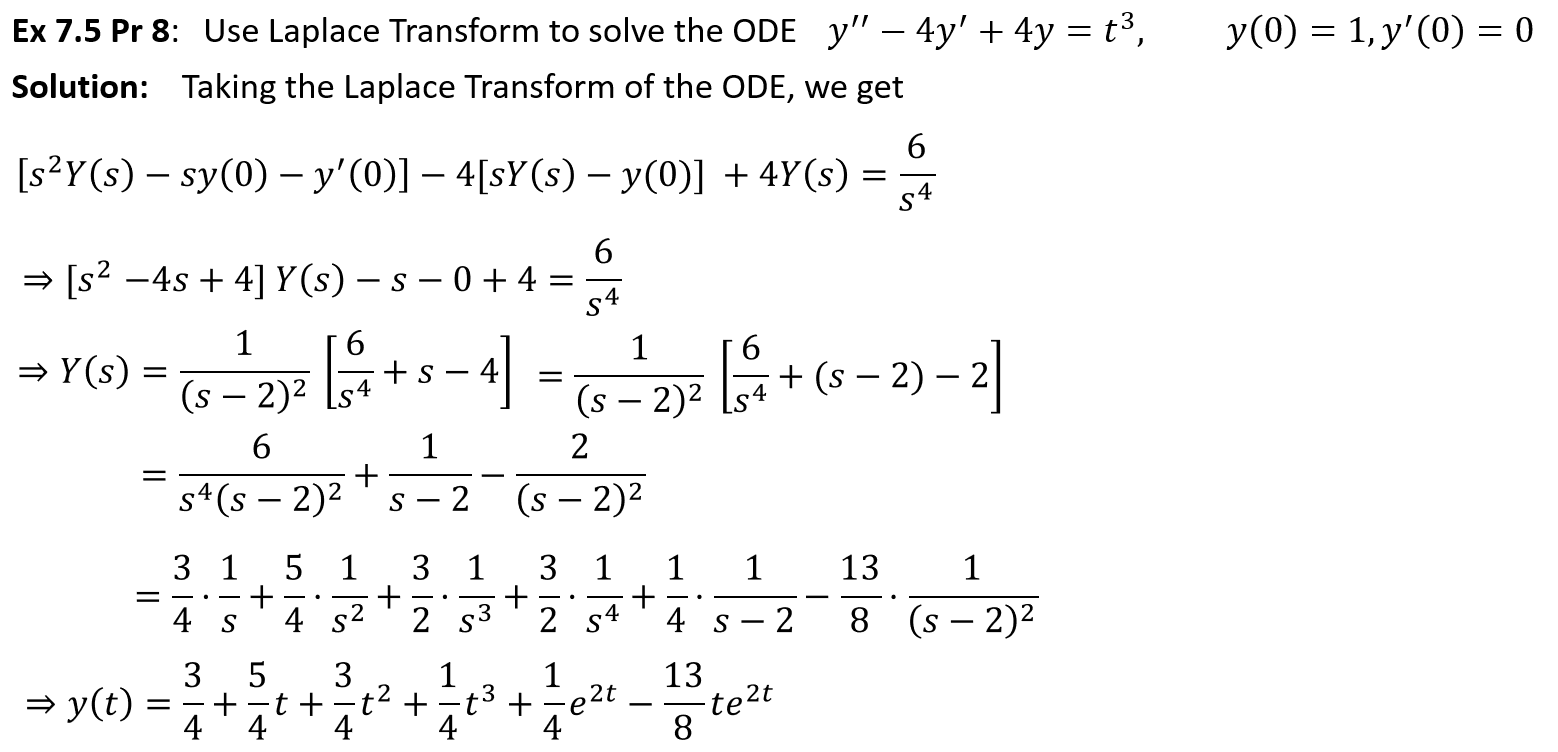 Ex 7.5 Pr 8: Use Laplace Transform to solve the ODE y′′ − 4y′ + 4y = t³, y(0) = 1, y′(0) = 0
Solution: Taking the Laplace Transform of the ODE, we get
[s²Y(s) − sy(0) − y′(0)] − 4[sY(s) − y(0)] + 4Y(s) = 6/s⁴
⇒ [s² −4s + 4] Y(s) − s − 0 + 4 = 6/s⁴
⇒ Y(s) = 1/(s − 2)² [6/s⁴ + s − 4] = 1/(s − 2)² [6/s⁴ + (s − 2) − 2]
= 6/s⁴(s − 2)² + 1/s − 2 − 2/(s − 2)²
= 3/4 · 1/s + 5/4 · 1/s² + 3/2 · 1/s³ + 3/2 · 1/s⁴ + 1/4 · 1/s − 2 − 13/8 · 1/(s − 2)²
⇒ y(t) = 3/4 + 5/4 t + 3/4 t² + 1/4 t³ + 1/4 e²ᵗ − 13/8 te²ᵗ